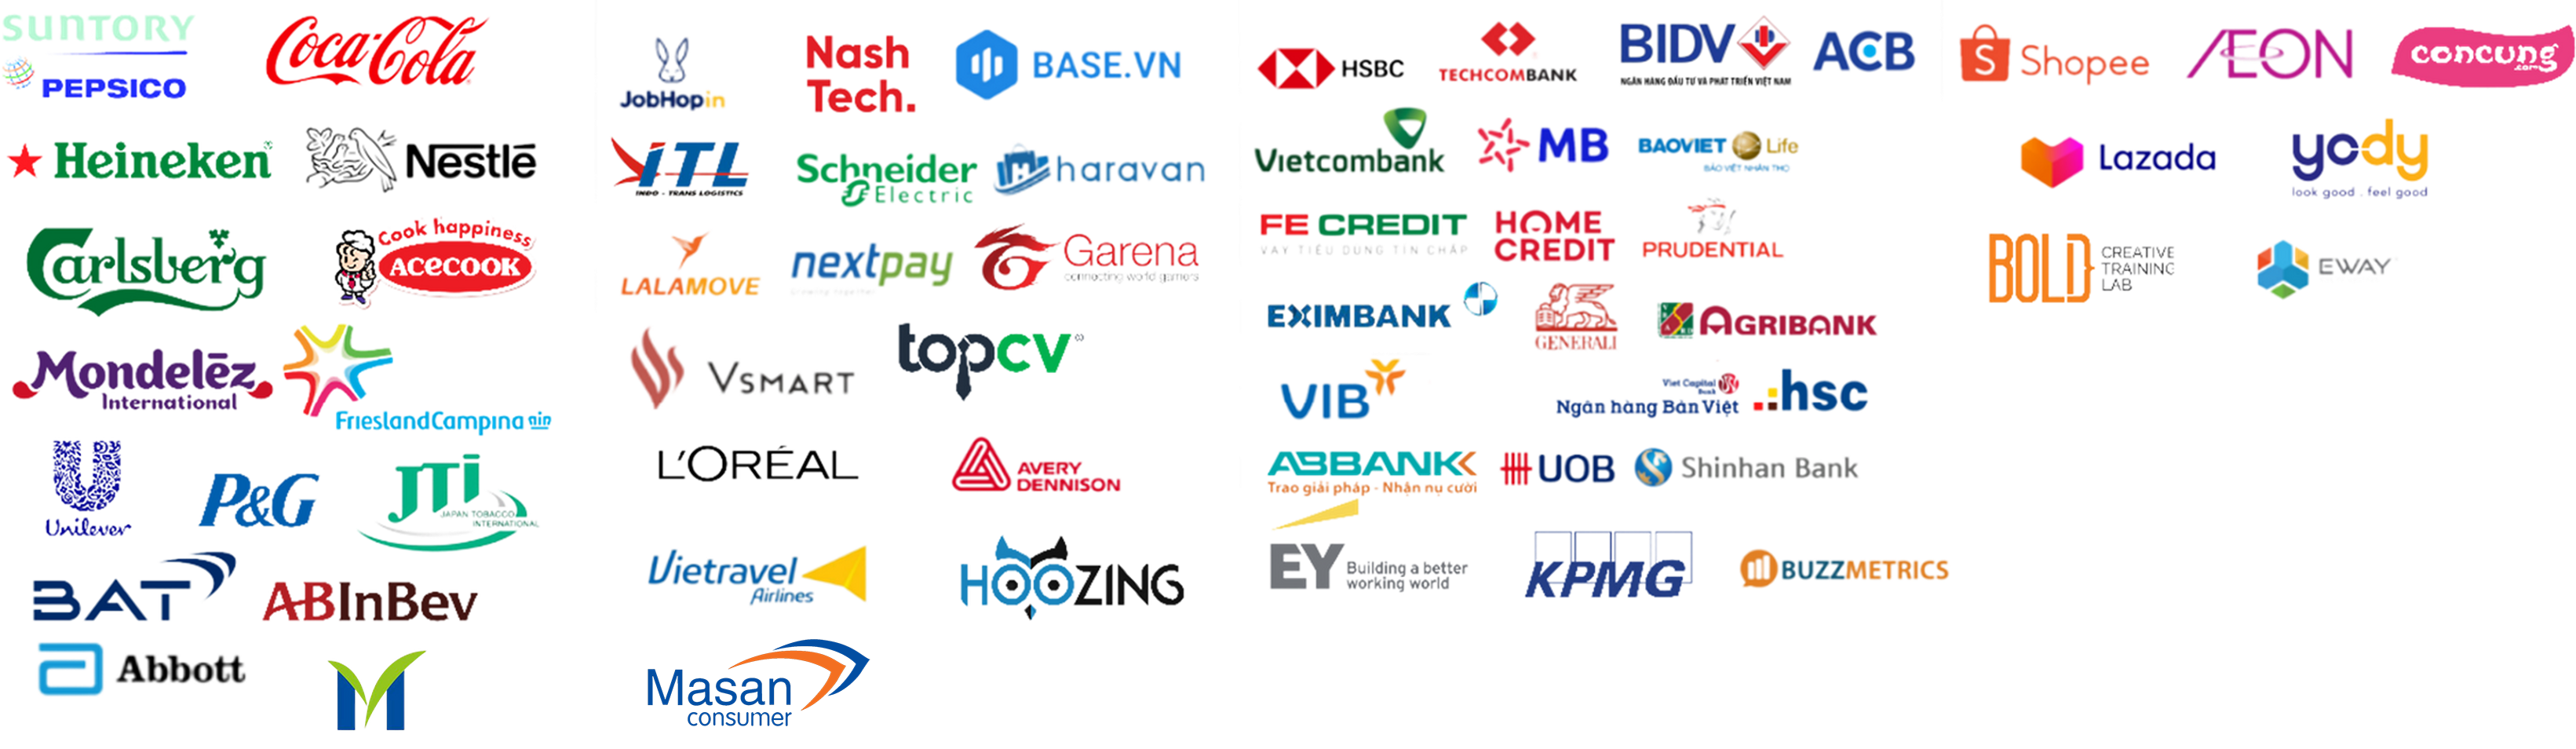 SUNTORY
PEPSICO
Coca-Cola
Heineken
Nestlé
Carlsberg
Cook happiness
ACECOOK
Mondelēz
International
FrieslandCampina
Unilever
P&G
JTi
JAPAN TOBACCO
INTERNATIONAL
BAT
ABInBev
Abbott
M
JobHopin
Nash
Tech.
BASE.VN
ITL
INDO - TRANS LOGISTICS
Schneider
Electric
haravan
LALAMOVE
nextpay
Garena
connecting world gamers
VSMART
topcv
L'ORÉAL
AVERY
DENNISON
Vietravel
Airlines
HOOZING
Masan
consumer
HSBC
TECHCOMBANK
BIDV
NGÂN HÀNG ĐẦU TƯ VÀ PHÁT TRIỂN VIỆT NAM
ACB
Vietcombank
MB
BAOVIET Life
BẢO VIỆT NHÂN THỌ
FE CREDIT
VAY TIÊU DÙNG TÍN CHẤP
HOME
CREDIT
PRUDENTIAL
EXIMBANK
GENERALI
AGRIBANK
VIB
Viet Capital
Bank
Ngân hàng Bản Việt
hsc
ABBANK
Trao giải pháp - Nhận nụ cười
UOB
Shinhan Bank
EY
Building a better
working world
KPMG
BUZZMETRICS
S
Shopee
ÆON
concung
.com
Lazada
yody
look good . feel good
BOLD
CREATIVE
TRAINING
LAB
EWAY